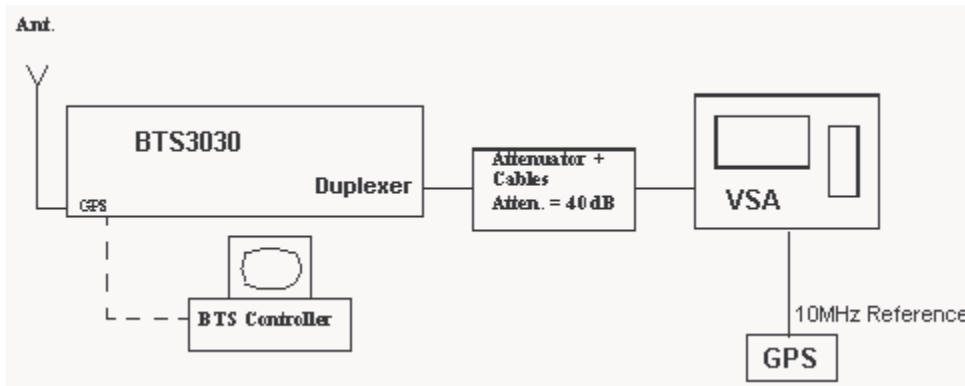 Ant.
BTS3030
Duplexer
GPS
Attenuator +
Cables
Atten. = 40 dB
VSA
BTS Controller
10MHz Reference
GPS